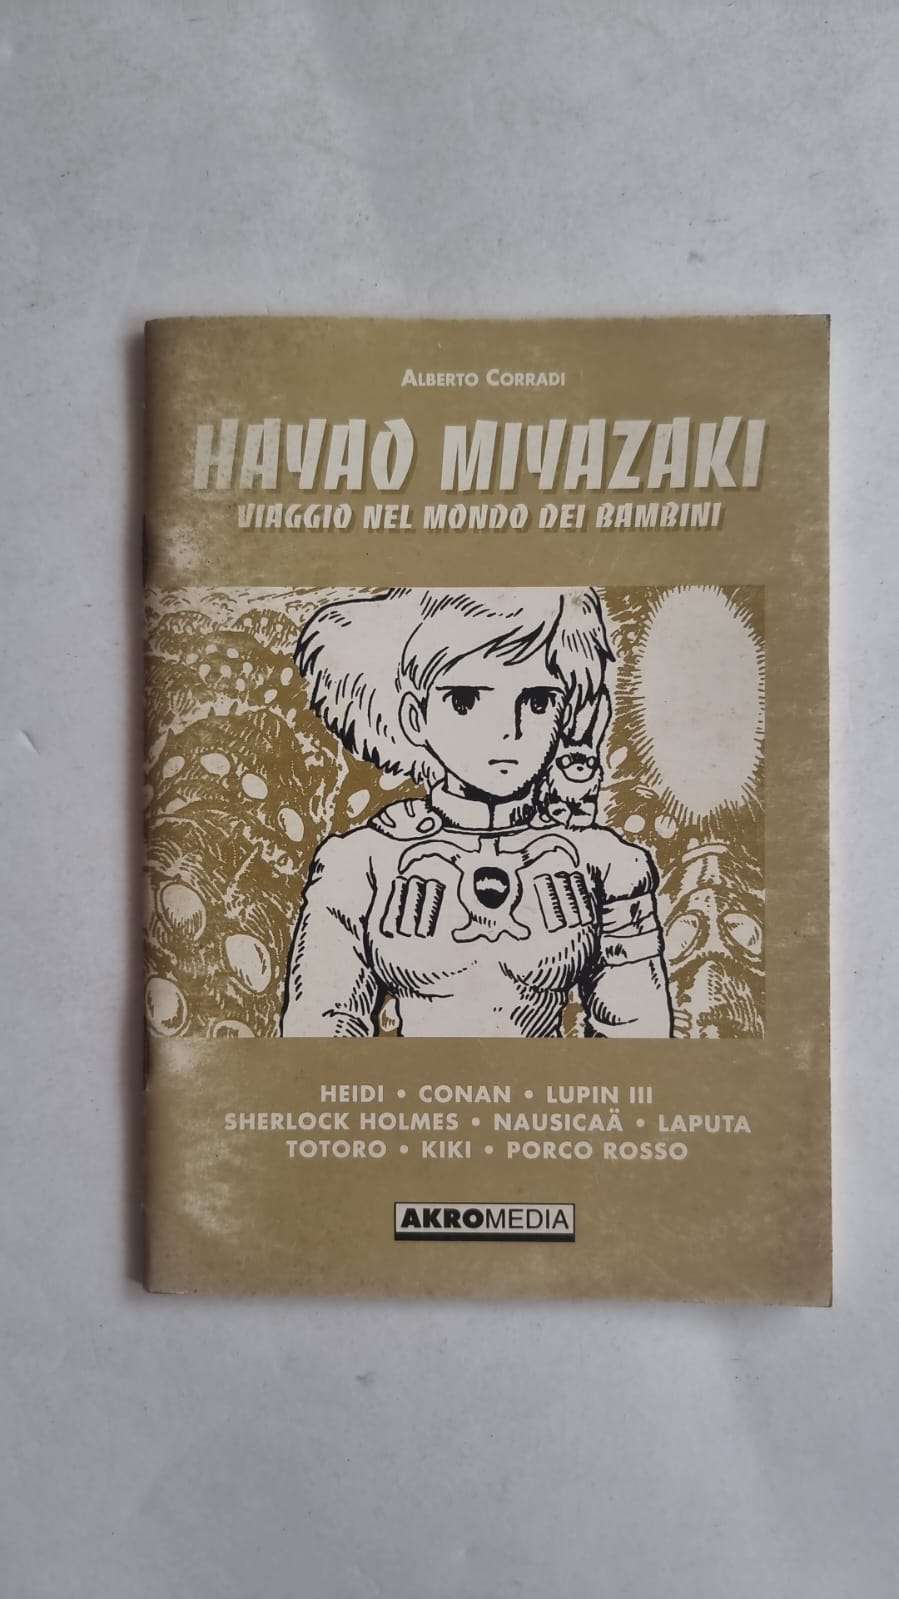 ALBERTO CORRADI
HAYAO MIYAZAKI
VIAGGIO NEL MONDO DEI BAMBINI
HEIDI • CONAN • LUPIN III
SHERLOCK HOLMES • NAUSICAÄ • LAPUTA
TOTORO • KIKI • PORCO ROSSO
AKROMEDIA